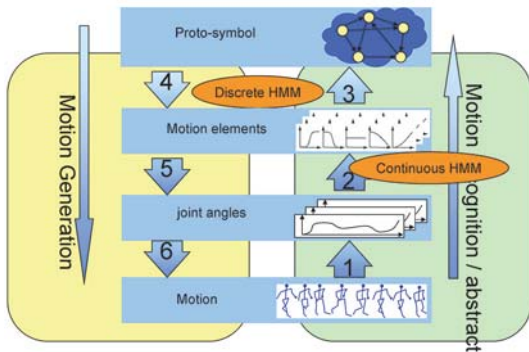 Proto-symbol
4
Discrete HMM
3
Motion elements
5
2
Continuous HMM
joint angles
6
1
Motion
Motion Generation
Motion cognition / abstract